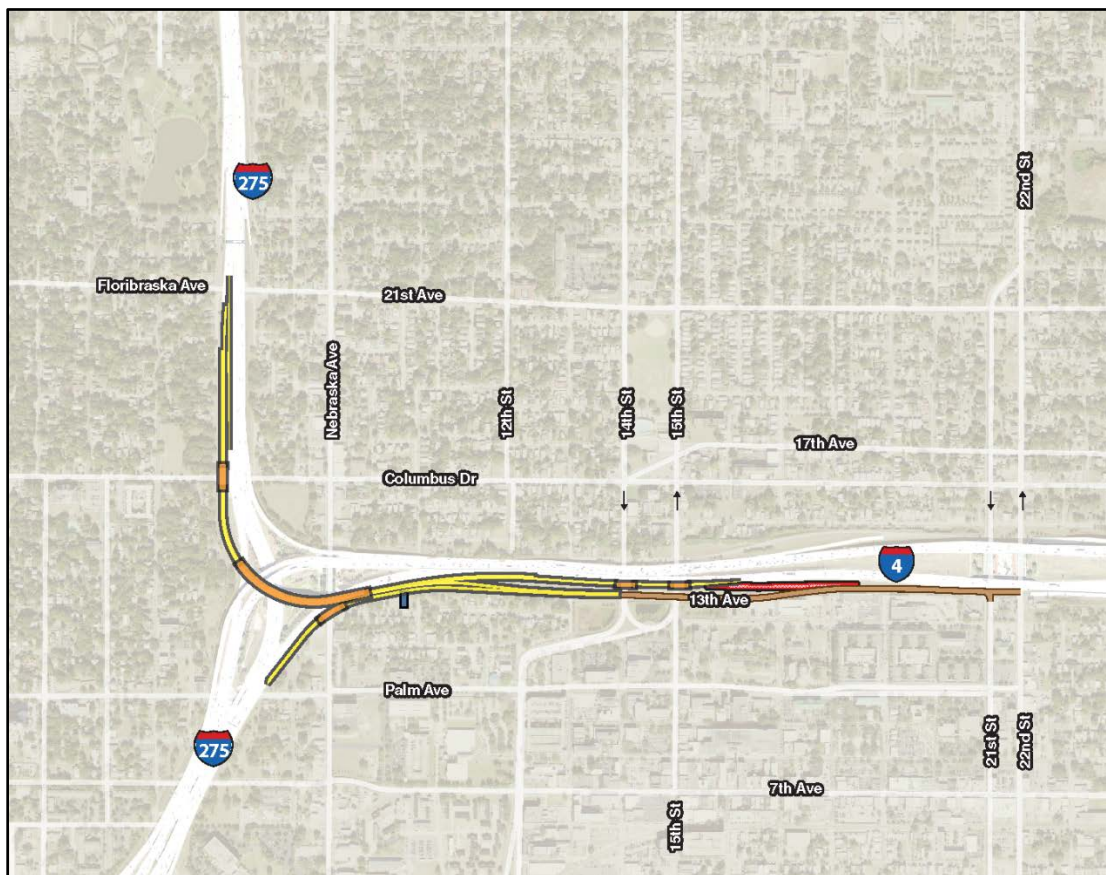 275
22nd St
Floribraska Ave
21st Ave
Nebraska Ave
12th St
14th St
15th St
17th Ave
Columbus Dr
4
13th Ave
Palm Ave
275
21st St
22nd St
7th Ave
15th St